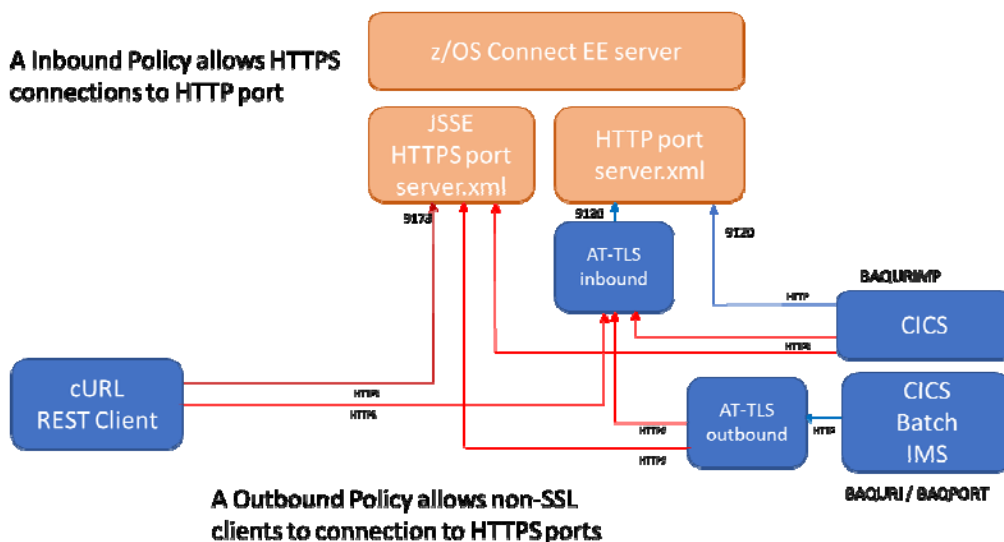 z/OS Connect EE server
A Inbound Policy allows HTTPS
connections to HTTP port
JSSE
HTTPS port
server.xml
HTTP port
server.xml
9120
AT-TLS
inbound
BAQURIMP
HTTP
CICS
HTTPS
cURL
REST Client
HTTPS
HTTPS
AT-TLS
outbound
HTTPS
HTTPS
HTTP
CICS
Batch
IMS
BAQURI / BAQPORT
A Outbound Policy allows non-SSL
clients to connection to HTTPS ports